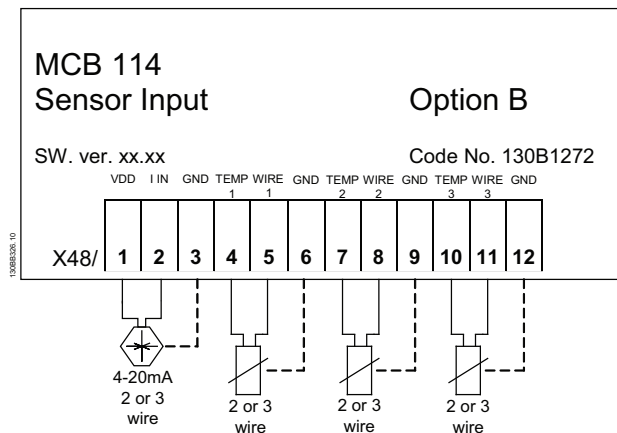 MCB 114
Sensor Input Option B
SW. ver. xx.xx Code No. 130B1272
VDD I IN GND TEMP WIRE GND TEMP WIRE GND TEMP WIRE GND
1 1 2 2 3 3
X48/ 1 2 3 4 5 6 7 8 9 10 11 12
130BB326.10
4-20mA
2 or 3
wire
2 or 3
wire
2 or 3
wire
2 or 3
wire